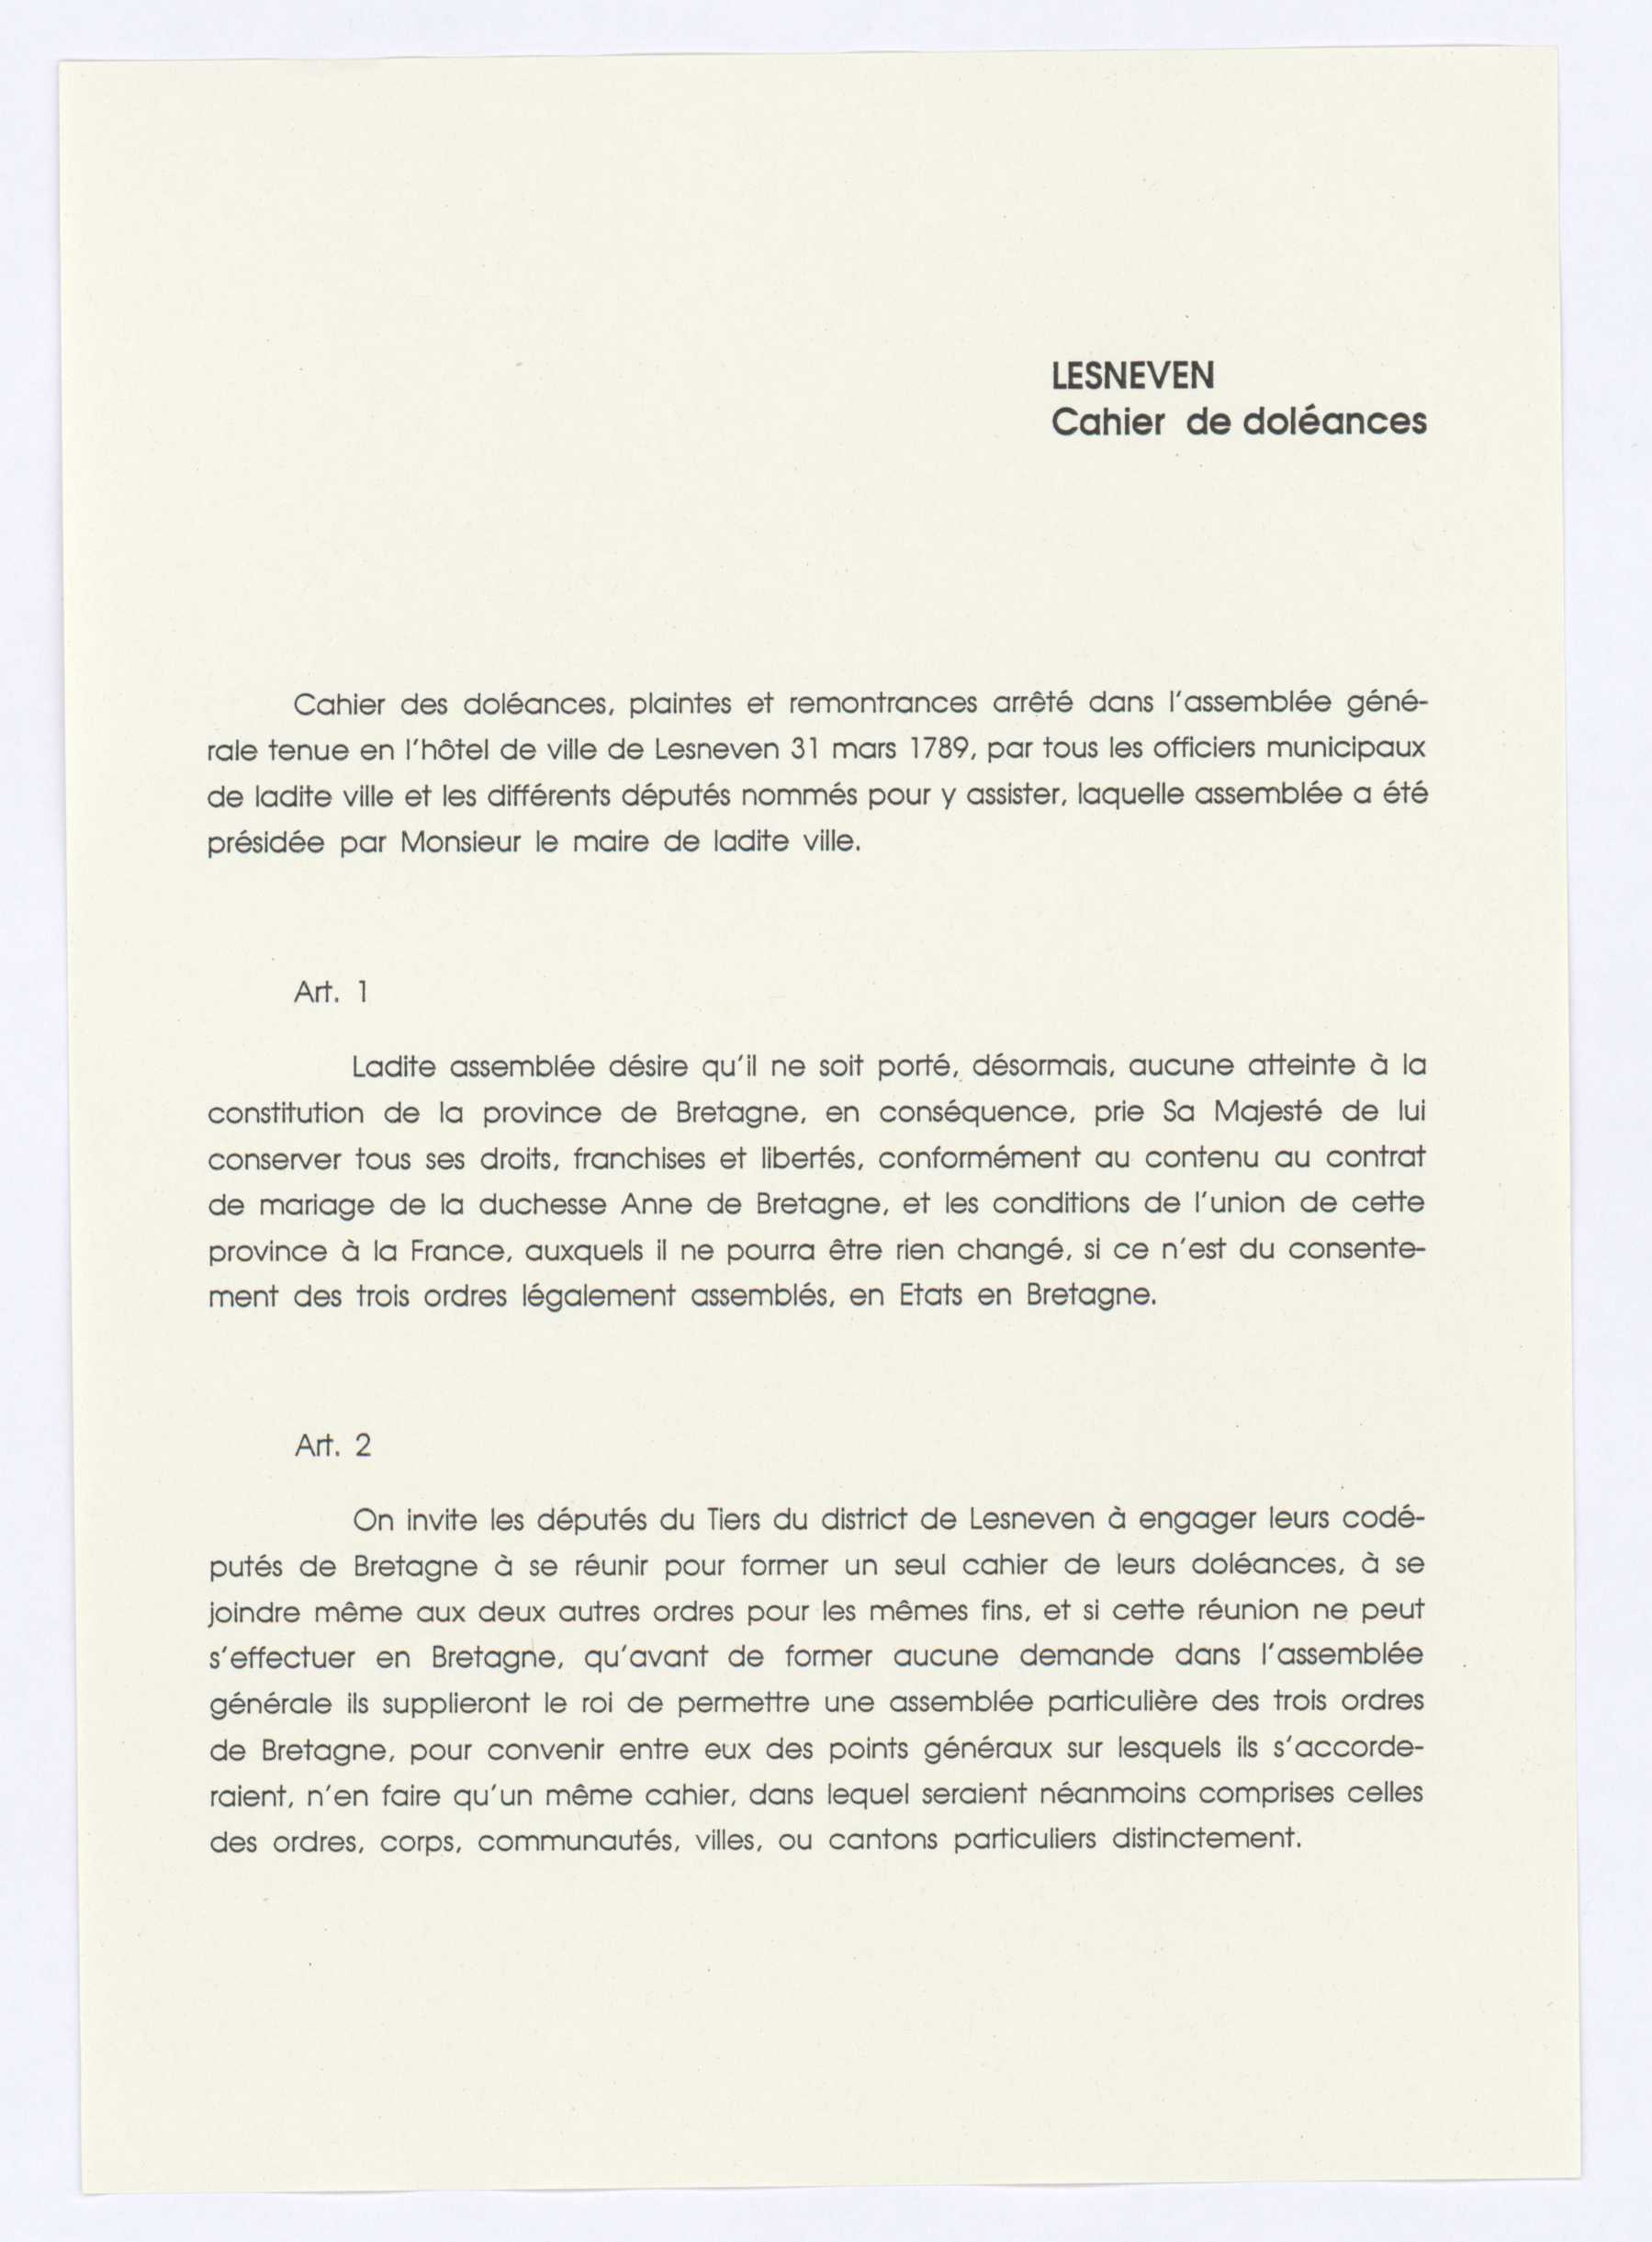 LESNEVEN
Cahier de doléances
Cahier des doléances, plaintes et remontrances arrêté dans l'assemblée géné-
rale tenue en l'hôtel de ville de Lesneven 31 mars 1789, par tous les officiers municipaux
de ladite ville et les différents députés nommés pour y assister, laquelle assemblée a été
présidée par Monsieur le maire de ladite ville.
Art. 1
Ladite assemblée désire qu'il ne soit porté, désormais, aucune atteinte à la
constitution de la province de Bretagne, en conséquence, prie Sa Majesté de lui
conserver tous ses droits, franchises et libertés, conformément au contenu au contrat
de mariage de la duchesse Anne de Bretagne, et les conditions de l'union de cette
province à la France, auxquels il ne pourra être rien changé, si ce n'est du consente-
ment des trois ordres légalement assemblés, en Etats en Bretagne.
Art. 2
On invite les députés du Tiers du district de Lesneven à engager leurs codé-
putés de Bretagne à se réunir pour former un seul cahier de leurs doléances, à se
joindre même aux deux autres ordres pour les mêmes fins, et si cette réunion ne peut
s'effectuer en Bretagne, qu'avant de former aucune demande dans l'assemblée
générale ils supplieront le roi de permettre une assemblée particulière des trois ordres
de Bretagne, pour convenir entre eux des points généraux sur lesquels ils s'accorde-
raient, n'en faire qu'un même cahier, dans lequel seraient néanmoins comprises celles
des ordres, corps, communautés, villes, ou cantons particuliers distinctement.